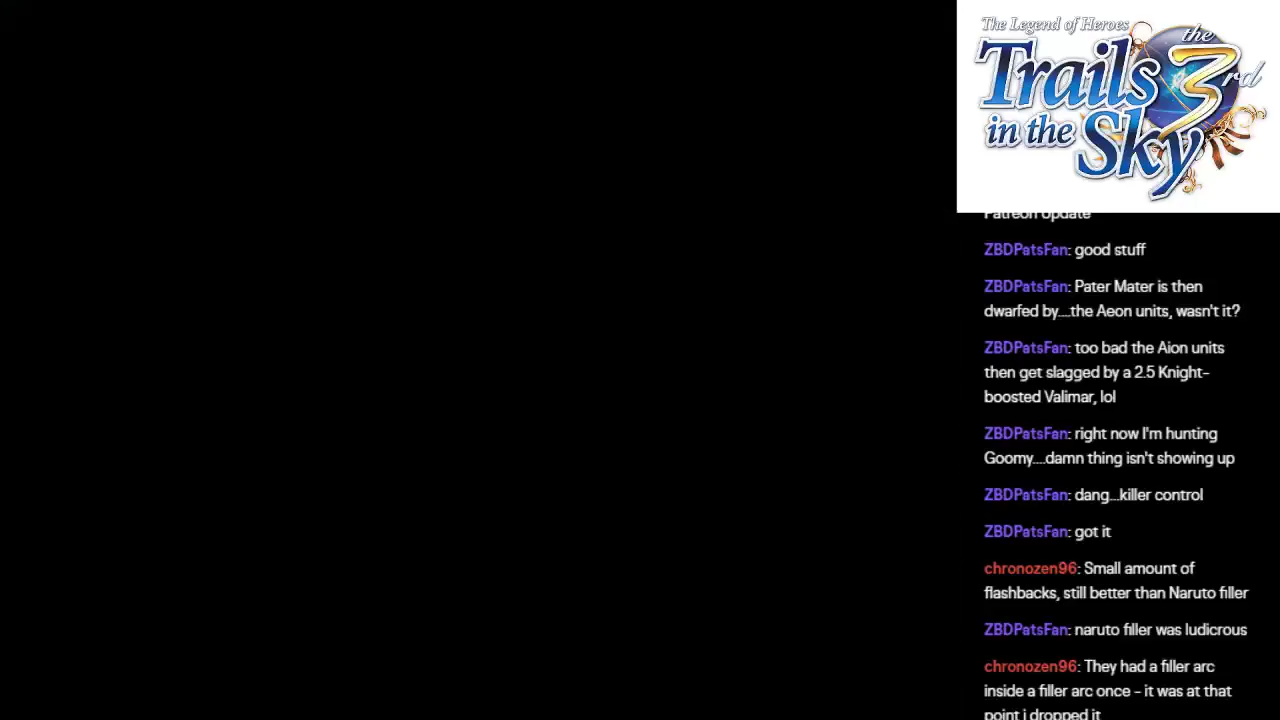 The Legend of Heroes
Trails
in the Sky
the 3rd
Patreon Update
ZBDPatsFan: good stuff
ZBDPatsFan: Pater Mater is then
dwarfed by....the Aeon units, wasn't it?
ZBDPatsFan: too bad the Aion units
then get slagged by a 2.5 Knight-
boosted Valimar, lol
ZBDPatsFan: right now I'm hunting
Goomy....damn thing isn't showing up
ZBDPatsFan: dang...killer control
ZBDPatsFan: got it
chronozen96: Small amount of
flashbacks, still better than Naruto filler
ZBDPatsFan: naruto filler was ludicrous
chronozen96: They had a filler arc
inside a filler arc once - it was at that
point i dropped it